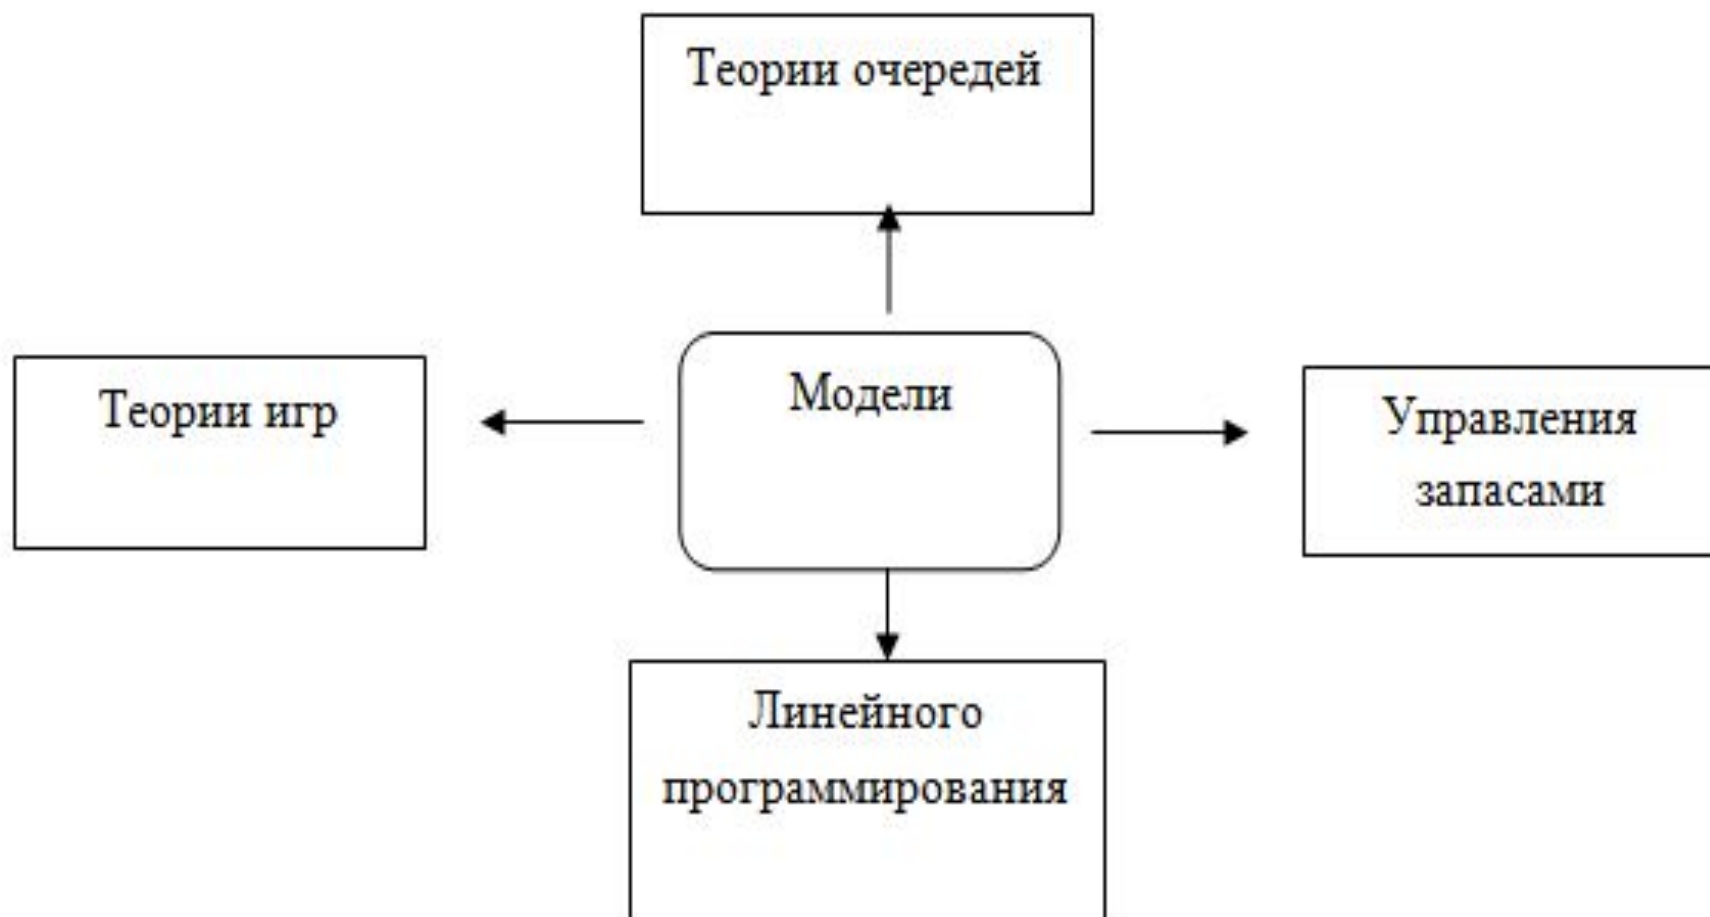 Теории очередей
Теории игр
Модели
Управления
запасами
Линейного
программирования